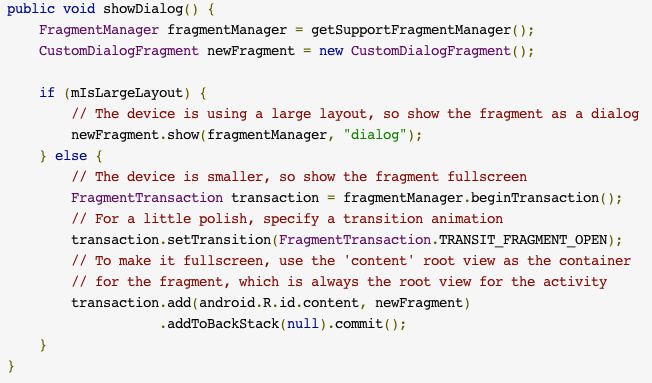 public void showDialog() {
    FragmentManager fragmentManager = getSupportFragmentManager();
    CustomDialogFragment newFragment = new CustomDialogFragment();

    if (mIsLargeLayout) {
        // The device is using a large layout, so show the fragment as a dialog
        newFragment.show(fragmentManager, "dialog");
    } else {
        // The device is smaller, so show the fragment fullscreen
        FragmentTransaction transaction = fragmentManager.beginTransaction();
        // For a little polish, specify a transition animation
        transaction.setTransition(FragmentTransaction.TRANSIT_FRAGMENT_OPEN);
        // To make it fullscreen, use the 'content' root view as the container
        // for the fragment, which is always the root view for the activity
        transaction.add(android.R.id.content, newFragment)
                   .addToBackStack(null).commit();
    }
}